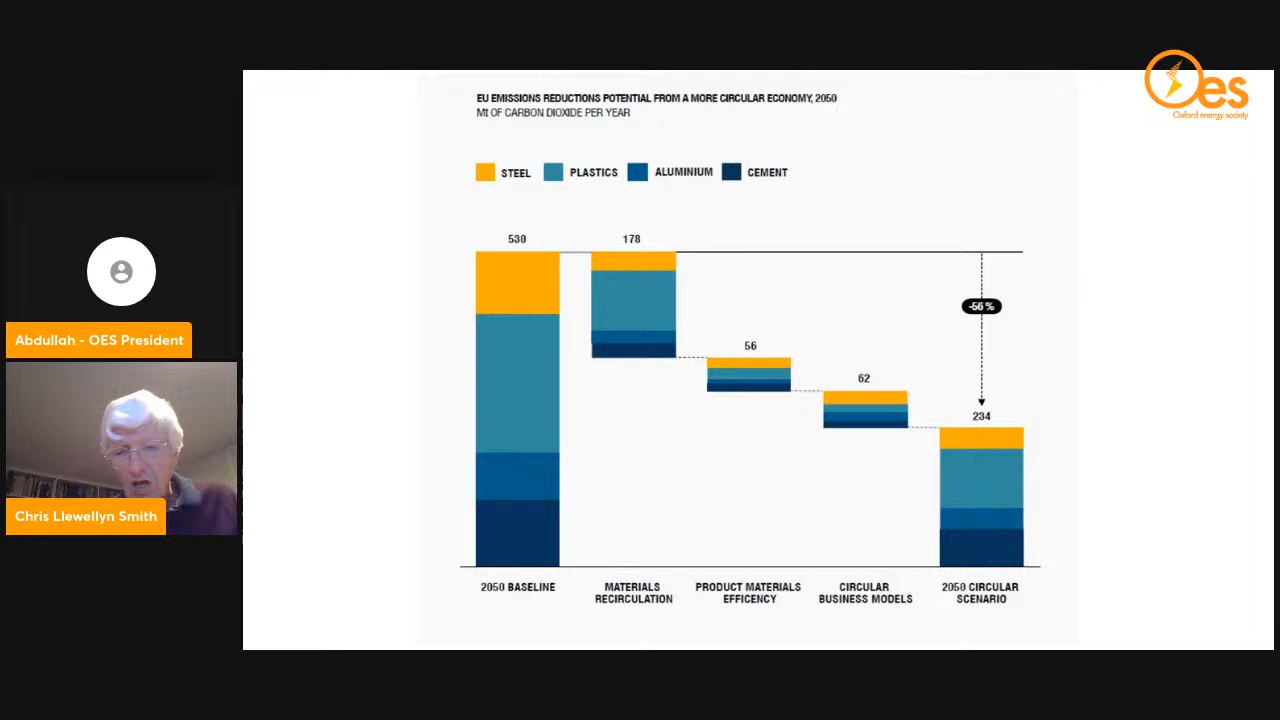 EU EMISSIONS REDUCTIONS POTENTIAL FROM A MORE CIRCULAR ECONOMY, 2050
Mt OF CARBON DIOXIDE PER YEAR
STEEL
PLASTICS
ALUMINIUM
CEMENT
530
178
-56 %
56
62
234
2050 BASELINE
MATERIALS
RECIRCULATION
PRODUCT MATERIALS
EFFICENCY
CIRCULAR
BUSINESS MODELS
2050 CIRCULAR
SCENARIO
Oes
Oxford energy society
Abdullah - OES President
Chris Llewellyn Smith